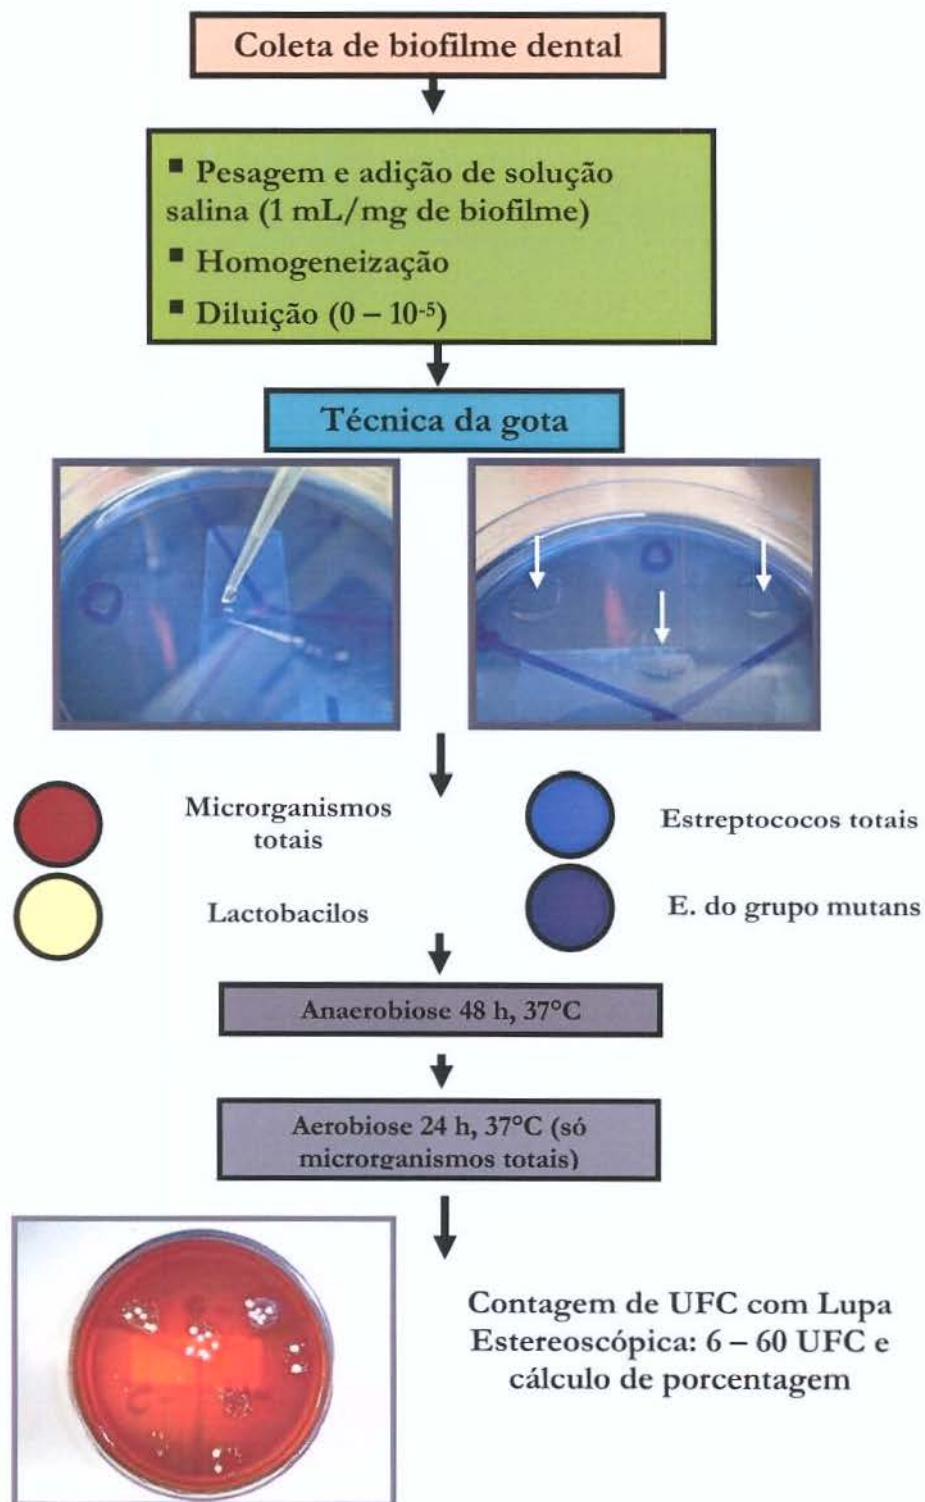 Coleta de biofilme dental
▪ Pesagem e adição de solução
salina (1 mL/mg de biofilme)
▪ Homogeneização
▪ Diluição (0 – 10⁻⁵)
Técnica da gota
Microrganismos
totais
Estreptococos totais
Lactobacilos
E. do grupo mutans
Anaerobiose 48 h, 37°C
Aerobiose 24 h, 37°C (só
microrganismos totais)
Contagem de UFC com Lupa
Estereoscópica: 6 – 60 UFC e
cálculo de porcentagem